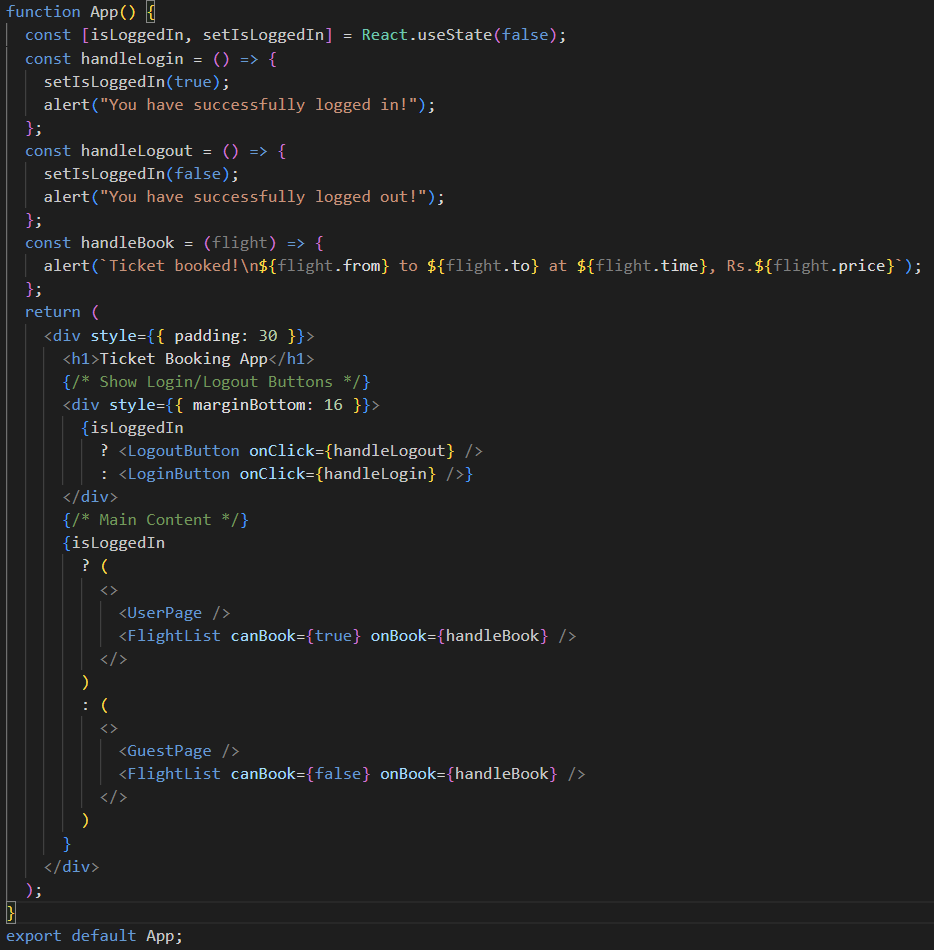 function App() {
  const [isLoggedIn, setIsLoggedIn] = React.useState(false);
  const handleLogin = () => {
    setIsLoggedIn(true);
    alert("You have successfully logged in!");
  };
  const handleLogout = () => {
    setIsLoggedIn(false);
    alert("You have successfully logged out!");
  };
  const handleBook = (flight) => {
    alert(`Ticket booked!\n${flight.from} to ${flight.to} at ${flight.time}, Rs.${flight.price}`);
  };
  return (
    <div style={{ padding: 30 }}>
      <h1>Ticket Booking App</h1>
      {/* Show Login/Logout Buttons */}
      <div style={{ marginBottom: 16 }}>
        {isLoggedIn
          ? <LogoutButton onClick={handleLogout} />
          : <LoginButton onClick={handleLogin} />}
      </div>
      {/* Main Content */}
      {isLoggedIn
        ? (
          <>
            <UserPage />
            <FlightList canBook={true} onBook={handleBook} />
          </>
        )
        : (
          <>
            <GuestPage />
            <FlightList canBook={false} onBook={handleBook} />
          </>
        )
      }
    </div>
  );
}
export default App;